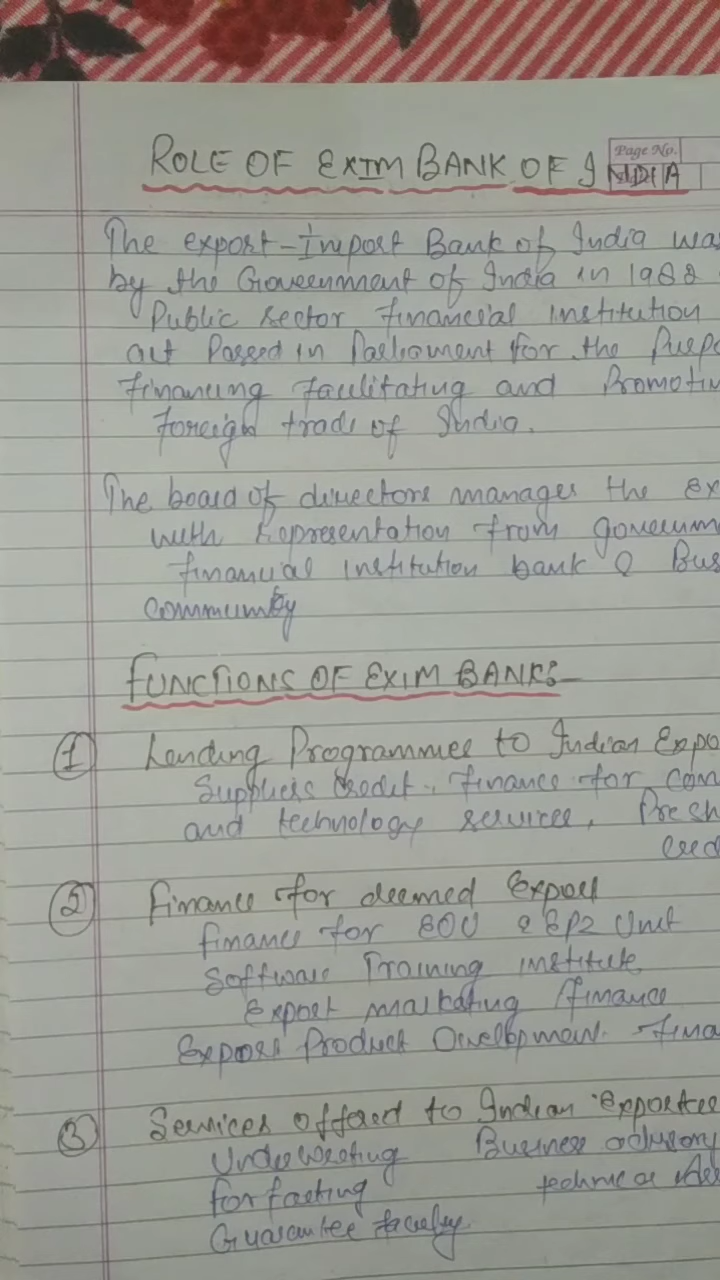 Page No.
ROLE OF EXIM BANK OF INDIA
The export-Import Bank of India wa
by the Government of India in 1982
Public sector financial institution
act Passed in Parliament for the Purpo
financing facilitating and Promotin
foreign trade of India.
The board of directors manages the Ex
with representation from governm
financial institution bank & Bus
community
FUNCTIONS OF EXIM BANK:-
① Lending Programmes to Indian Expo
Suppliers credit, finance for con
and technology services, Presh
cred
② Finance for deemed Export
finance for EOU & EPZ Unit
Software Training institute
Export marketing finance
Export Product Development fina
③ Services offered to Indian Exporter
Underwriting Business advisory
forfaiting technical
Guarantee facility.